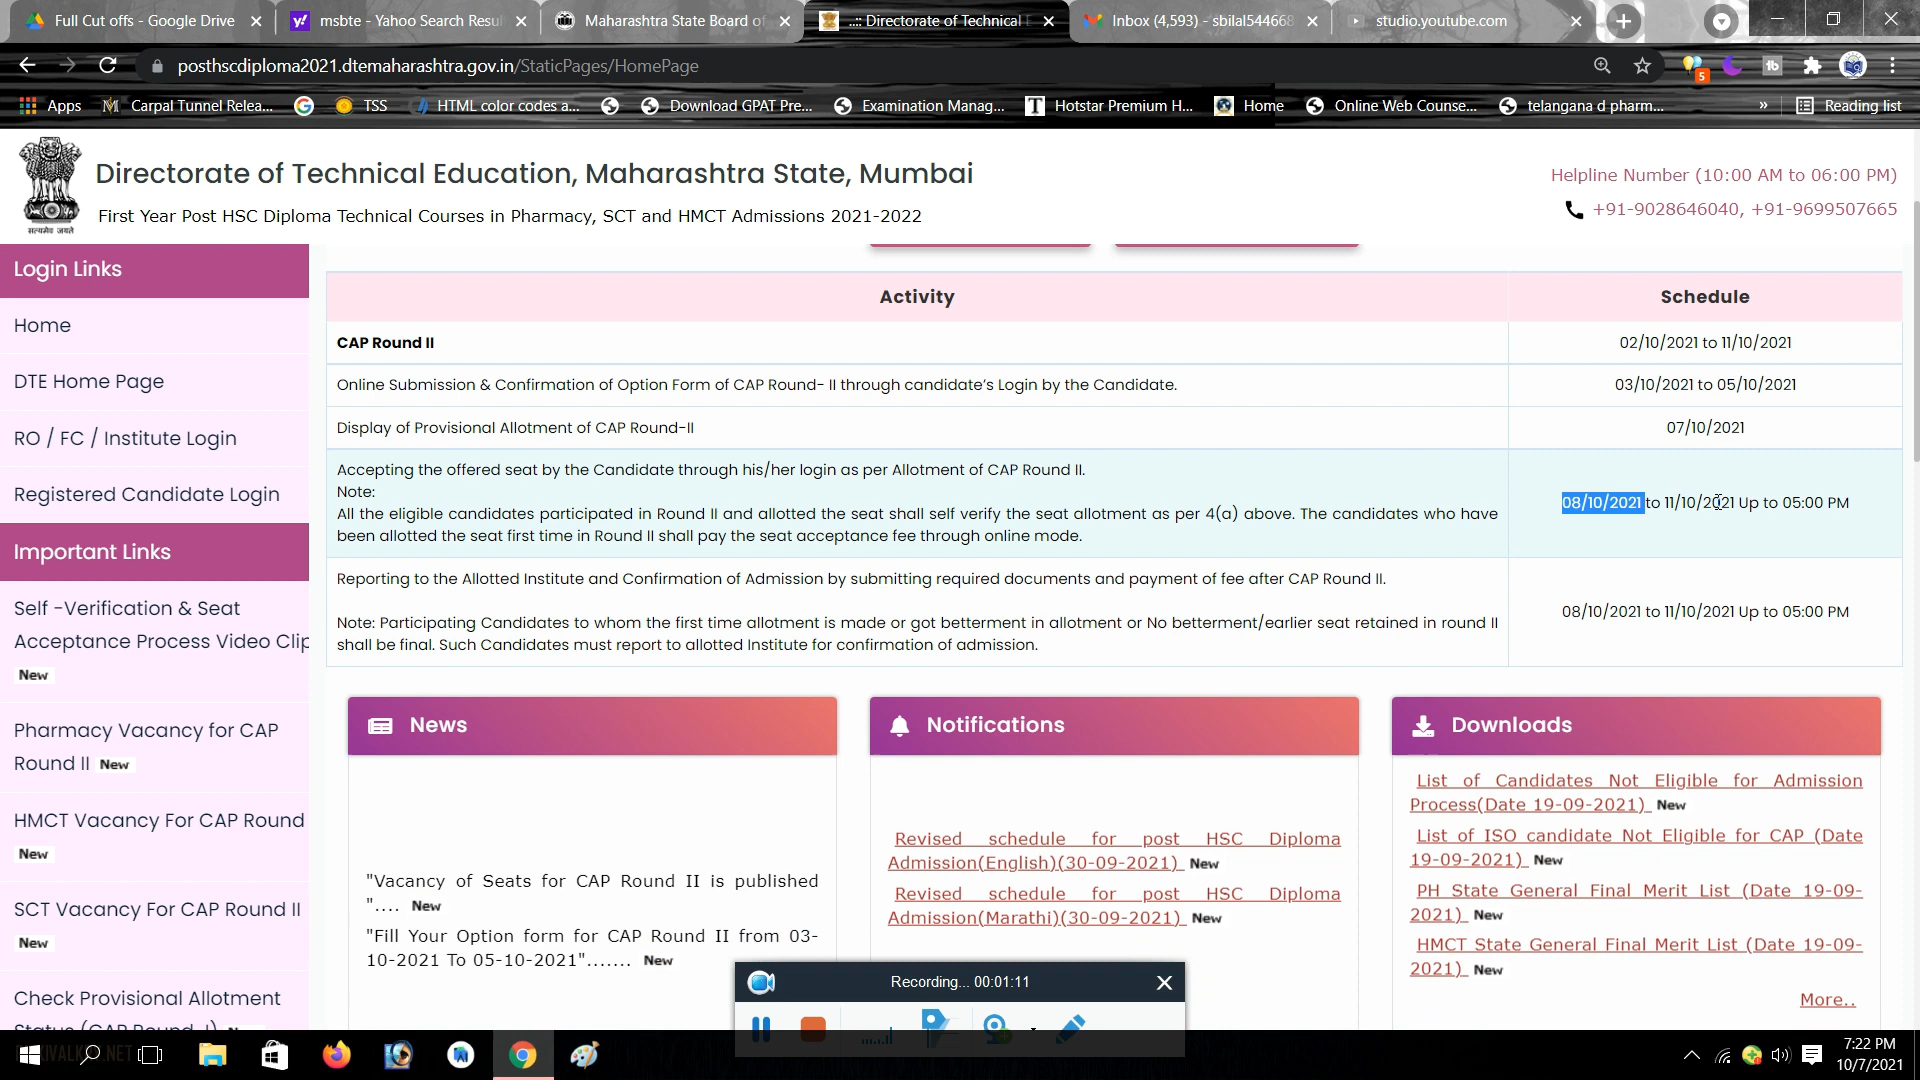 Full Cut offs - Google Drive
msbte - Yahoo Search Resul
Maharashtra State Board of
..:: Directorate of Technical E
Inbox (4,593) - sbilal544668
studio.youtube.com
posthscdiploma2021.dtemaharashtra.gov.in/StaticPages/HomePage
5
Apps
Carpal Tunnel Relea...
TSS
HTML color codes a...
Download GPAT Pre...
Examination Manag...
Hotstar Premium H...
Home
Online Web Counse...
telangana d pharm...
»
Reading list
सत्यमेव जयते
Directorate of Technical Education, Maharashtra State, Mumbai
First Year Post HSC Diploma Technical Courses in Pharmacy, SCT and HMCT Admissions 2021-2022
Helpline Number (10:00 AM to 06:00 PM)
+91-9028646040, +91-9699507665
Login Links
Home
DTE Home Page
RO / FC / Institute Login
Registered Candidate Login
Important Links
Self -Verification & Seat
Acceptance Process Video Clip
New
Pharmacy Vacancy for CAP
Round II New
HMCT Vacancy For CAP Round
New
SCT Vacancy For CAP Round II
New
Check Provisional Allotment
Status (CAP Round-I)
Activity Schedule
CAP Round II 02/10/2021 to 11/10/2021
Online Submission & Confirmation of Option Form of CAP Round- II through candidate's Login by the Candidate. 03/10/2021 to 05/10/2021
Display of Provisional Allotment of CAP Round-II 07/10/2021
Accepting the offered seat by the Candidate through his/her login as per Allotment of CAP Round II.
Note:
All the eligible candidates participated in Round II and allotted the seat shall self verify the seat allotment as per 4(a) above. The candidates who have
been allotted the seat first time in Round II shall pay the seat acceptance fee through online mode.
08/10/2021 to 11/10/2021 Up to 05:00 PM
Reporting to the Allotted Institute and Confirmation of Admission by submitting required documents and payment of fee after CAP Round II.
Note: Participating Candidates to whom the first time allotment is made or got betterment in allotment or No betterment/earlier seat retained in round II
shall be final. Such Candidates must report to allotted Institute for confirmation of admission.
08/10/2021 to 11/10/2021 Up to 05:00 PM
News
"Vacancy of Seats for CAP Round II is published
".... New
"Fill Your Option form for CAP Round II from 03-
10-2021 To 05-10-2021"....... New
Notifications
Revised schedule for post HSC Diploma
Admission(English)(30-09-2021) New
Revised schedule for post HSC Diploma
Admission(Marathi)(30-09-2021) New
Downloads
List of Candidates Not Eligible for Admission
Process(Date 19-09-2021) New
List of ISO candidate Not Eligible for CAP (Date
19-09-2021) New
PH State General Final Merit List (Date 19-09-
2021) New
HMCT State General Final Merit List (Date 19-09-
2021) New
More..
Recording... 00:01:11
7:22 PM
10/7/2021